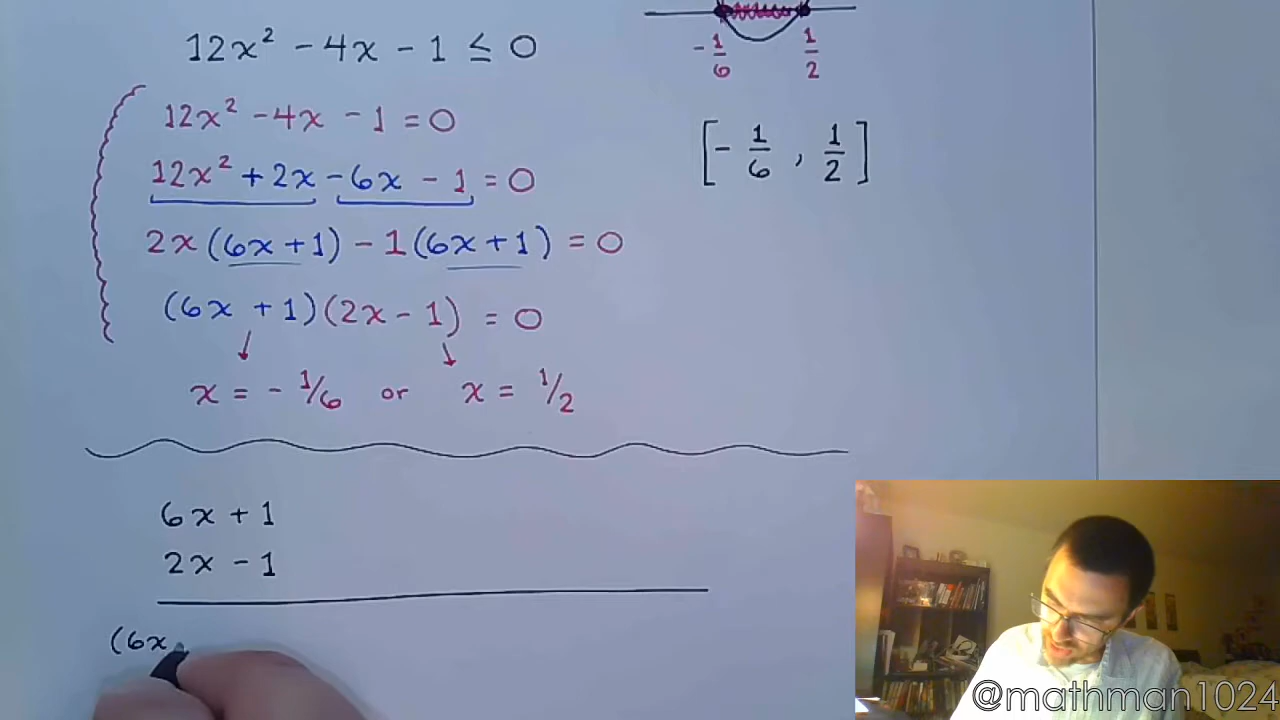 12x² - 4x - 1 ≤ 0
12x² - 4x - 1 = 0
12x² + 2x - 6x - 1 = 0
2x (6x + 1) - 1 (6x + 1) = 0
(6x + 1)(2x - 1) = 0
x = - 1/6 or x = 1/2
-1/6 1/2
[- 1/6 , 1/2]
6x + 1
2x - 1
(6x
@mathman1024